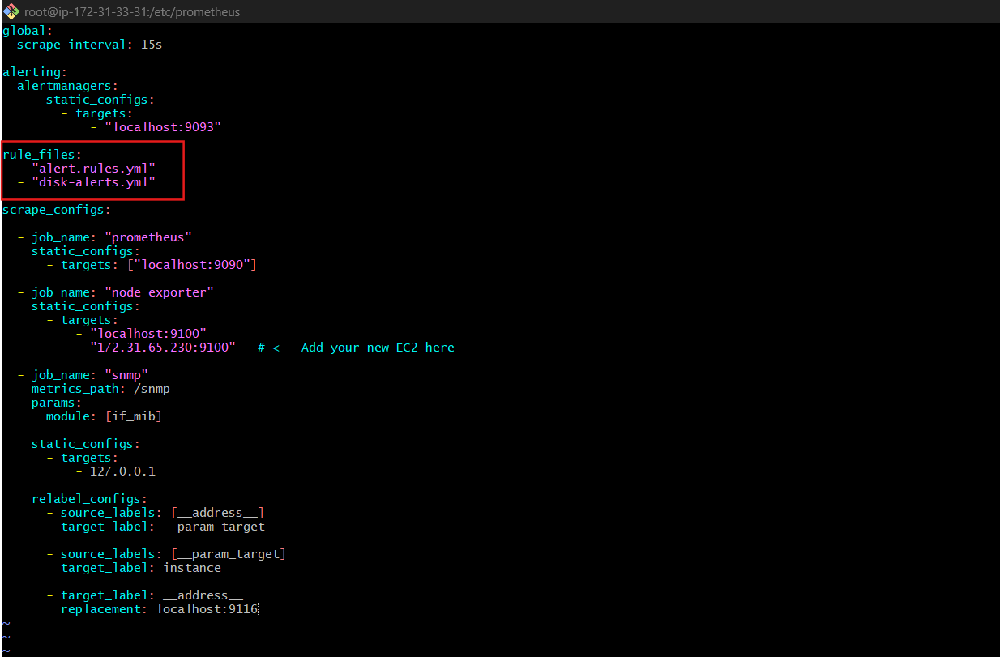 root@ip-172-31-33-31:/etc/prometheus
global:
  scrape_interval: 15s
alerting:
  alertmanagers:
    - static_configs:
        - targets:
            - "localhost:9093"
rule_files:
  - "alert.rules.yml"
  - "disk-alerts.yml"
scrape_configs:
  - job_name: "prometheus"
    static_configs:
      - targets: ["localhost:9090"]
  - job_name: "node_exporter"
    static_configs:
      - targets:
          - "localhost:9100"
          - "172.31.65.230:9100"   # <-- Add your new EC2 here
  - job_name: "snmp"
    metrics_path: /snmp
    params:
      module: [if_mib]
    static_configs:
      - targets:
          - 127.0.0.1
    relabel_configs:
      - source_labels: [__address__]
        target_label: __param_target
      - source_labels: [__param_target]
        target_label: instance
      - target_label: __address__
        replacement: localhost:9116
~
~
~